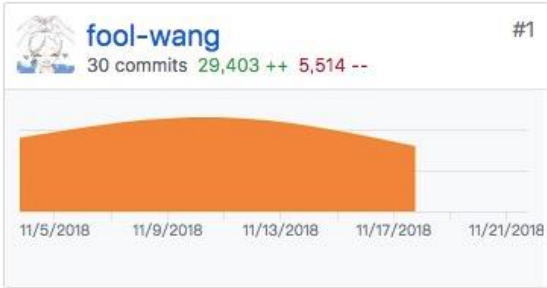 fool-wang #1
30 commits 29,403 ++ 5,514 --
11/5/2018 11/9/2018 11/13/2018 11/17/2018 11/21/2018